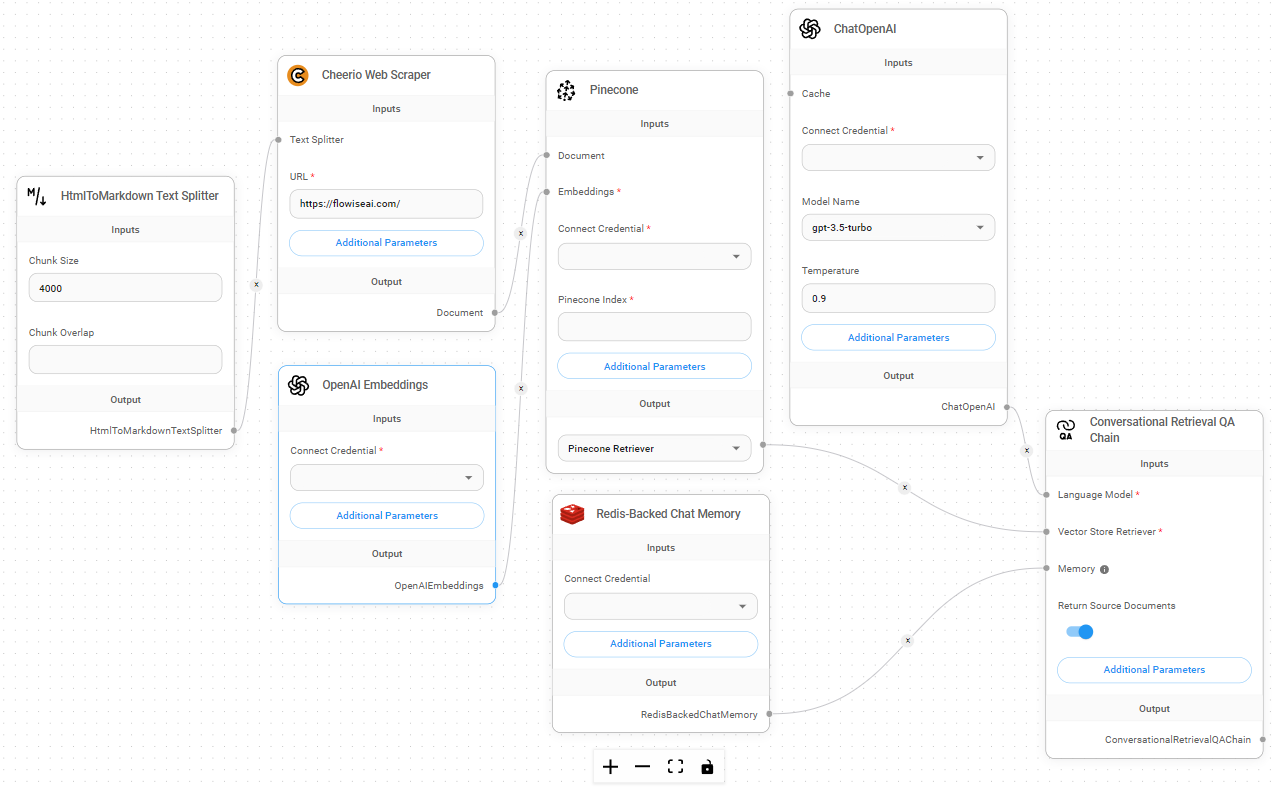 HtmlToMarkdown Text Splitter
Inputs
Chunk Size
4000
Chunk Overlap
Output
HtmlToMarkdownTextSplitter
Cheerio Web Scraper
Inputs
Text Splitter
URL *
https://flowiseai.com/
Additional Parameters
Output
Document
OpenAI Embeddings
Inputs
Connect Credential *
Additional Parameters
Output
OpenAIEmbeddings
Pinecone
Inputs
Document
Embeddings *
Connect Credential *
Pinecone Index *
Additional Parameters
Output
Pinecone Retriever
Redis-Backed Chat Memory
Inputs
Connect Credential
Additional Parameters
Output
RedisBackedChatMemory
ChatOpenAI
Inputs
Cache
Connect Credential *
Model Name
gpt-3.5-turbo
Temperature
0.9
Additional Parameters
Output
ChatOpenAI
QA
Conversational Retrieval QA
Chain
Inputs
Language Model *
Vector Store Retriever *
Memory
Return Source Documents
Additional Parameters
Output
ConversationalRetrievalQAChain